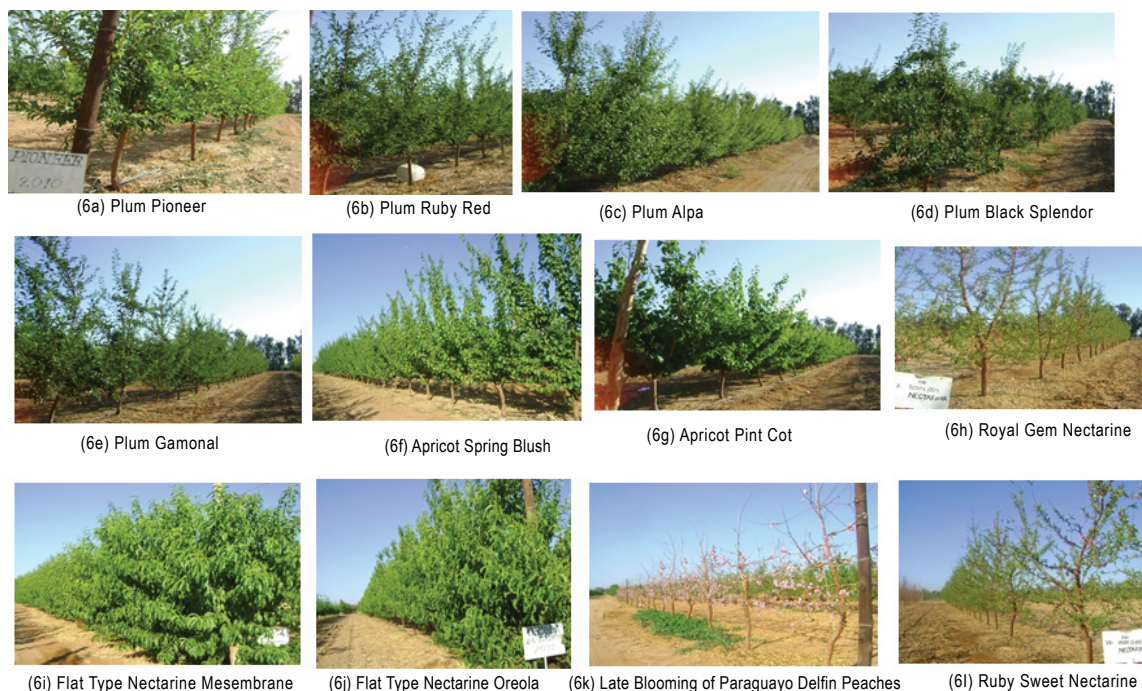 PIONEER
2010
(6a) Plum Pioneer
(6b) Plum Ruby Red
(6c) Plum Alpa
(6d) Plum Black Splendor
(6e) Plum Gamonal
(6f) Apricot Spring Blush
(6g) Apricot Pint Cot
(6h) Royal Gem Nectarine
(6i) Flat Type Nectarine Mesembrane
(6j) Flat Type Nectarine Oreola
(6k) Late Blooming of Paraguayo Delfin Peaches
(6l) Ruby Sweet Nectarine